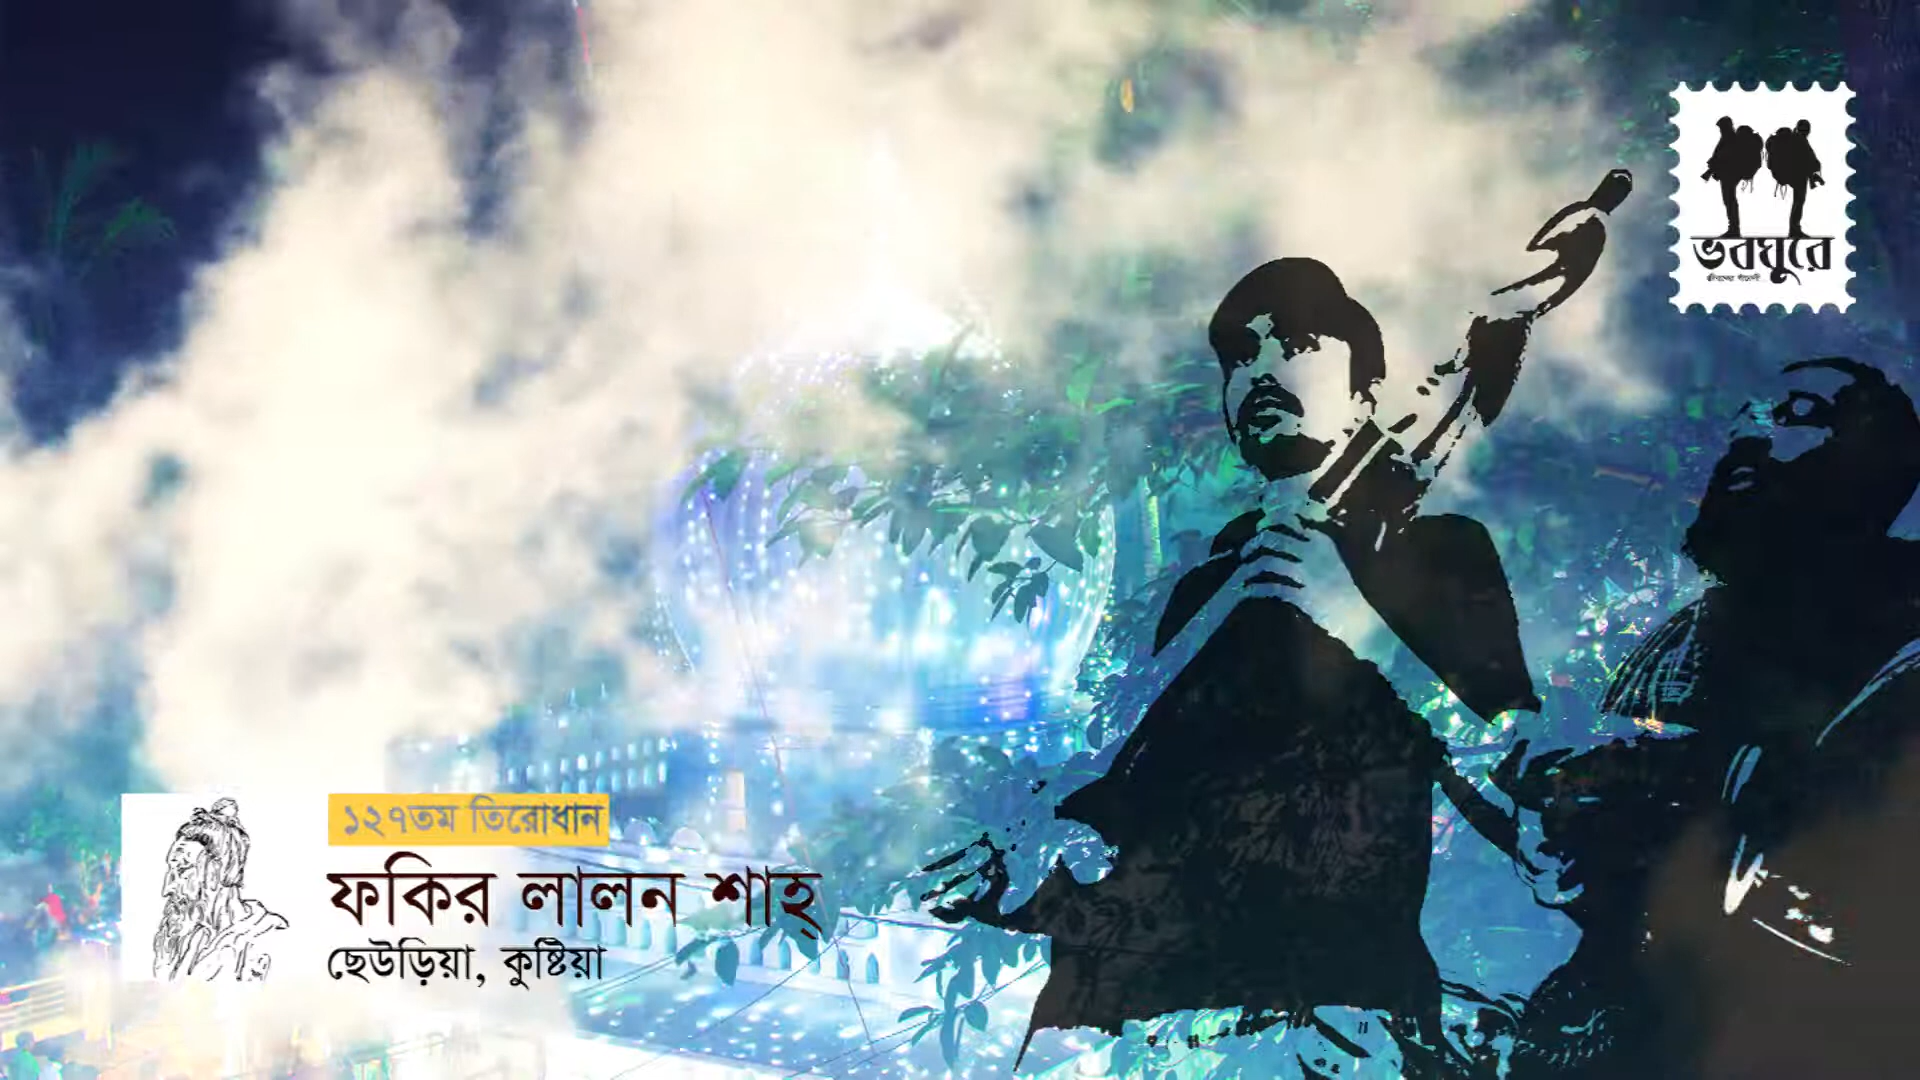 ভবঘুরে
১২৭তম তিরোধান
ফকির লালন শাহ্
ছেউড়িয়া, কুষ্টিয়া